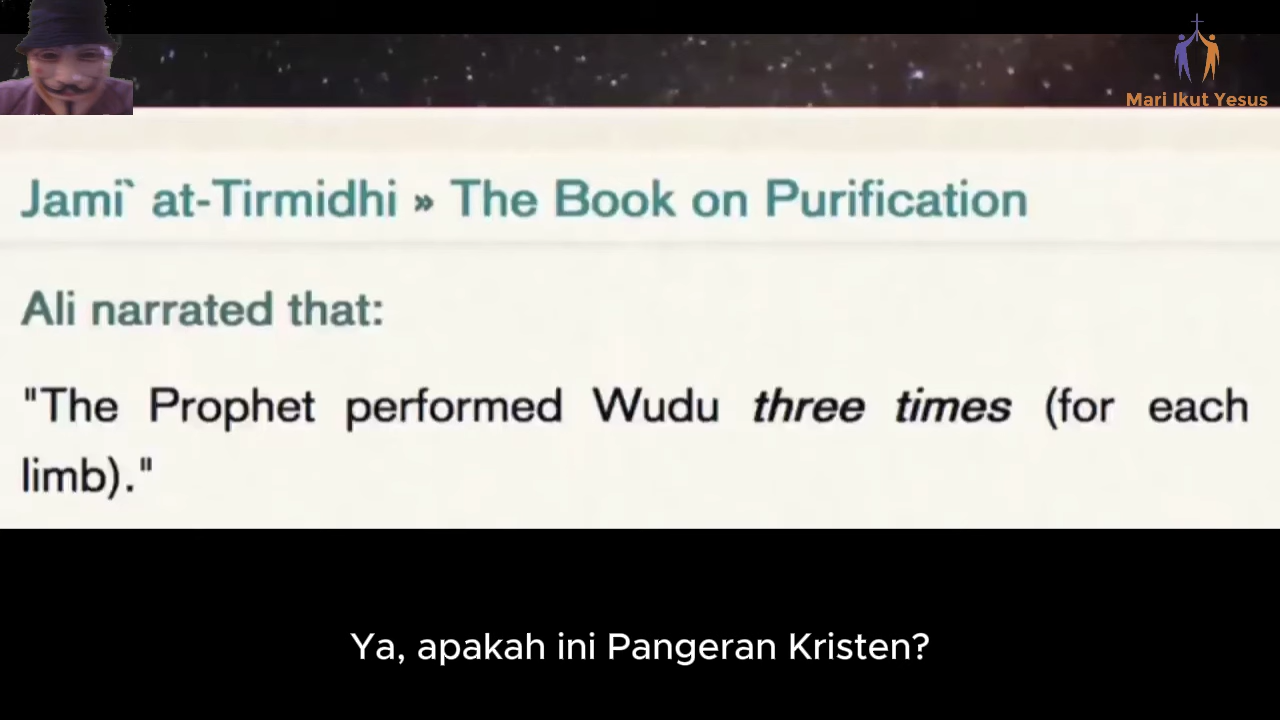 Mari Ikut Yesus
Jami` at-Tirmidhi » The Book on Purification
Ali narrated that:
"The Prophet performed Wudu three times (for each
limb)."
Ya, apakah ini Pangeran Kristen?